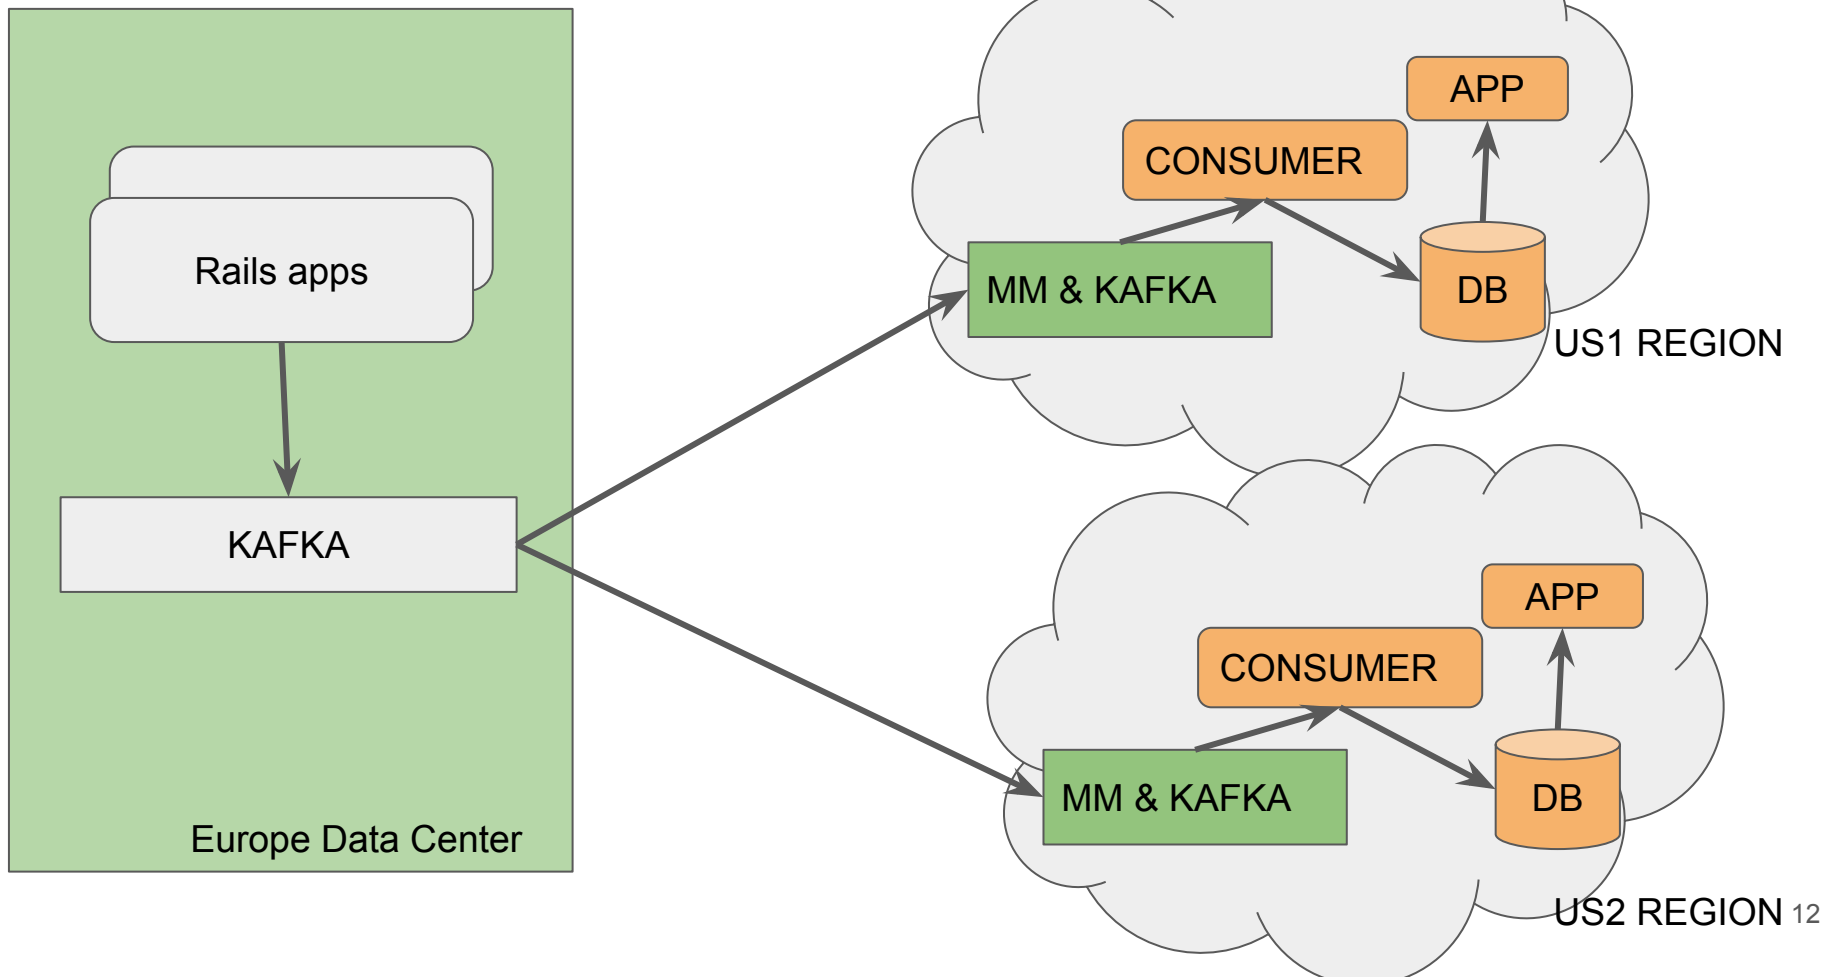 Rails apps
KAFKA
Europe Data Center
APP
CONSUMER
MM & KAFKA
DB
US1 REGION
APP
CONSUMER
MM & KAFKA
DB
US2 REGION
12